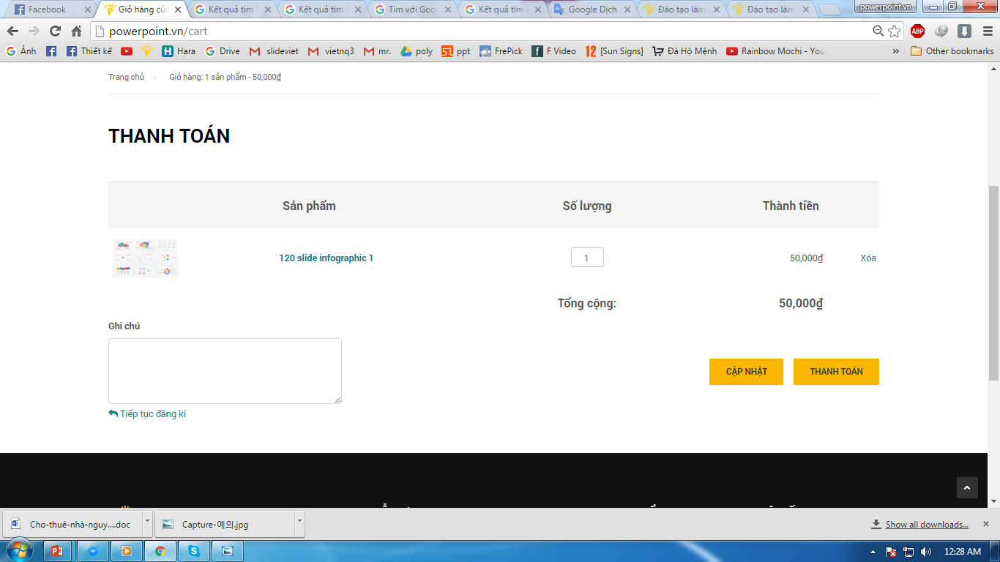 Facebook
Giỏ hàng củ
Kết quả tìm k
Kết quả tìm k
Tìm với Goo
Kết quả tìm k
Google Dịch
Đào tạo làm
Đào tạo làm
powerpoint.vn
powerpoint.vn/cart
ABP
Ảnh
Thiết kế
Hara
Drive
slideviet
vietnq3
mr.
poly
ppt
FrePick
F Video
12 [Sun Signs]
Đá Hộ Mệnh
Rainbow Mochi - You
»
Other bookmarks
Trang chủ
Giỏ hàng: 1 sản phẩm - 50,000₫
THANH TOÁN
Sản phẩm Số lượng Thành tiền
120 slide infographic 1 1 50,000₫ Xóa
Tổng cộng: 50,000₫
Ghi chú
CẬP NHẬT THANH TOÁN
Tiếp tục đăng kí
Cho-thuê-nhà-nguy....doc
Capture-예의.jpg
Show all downloads...
12:28 AM